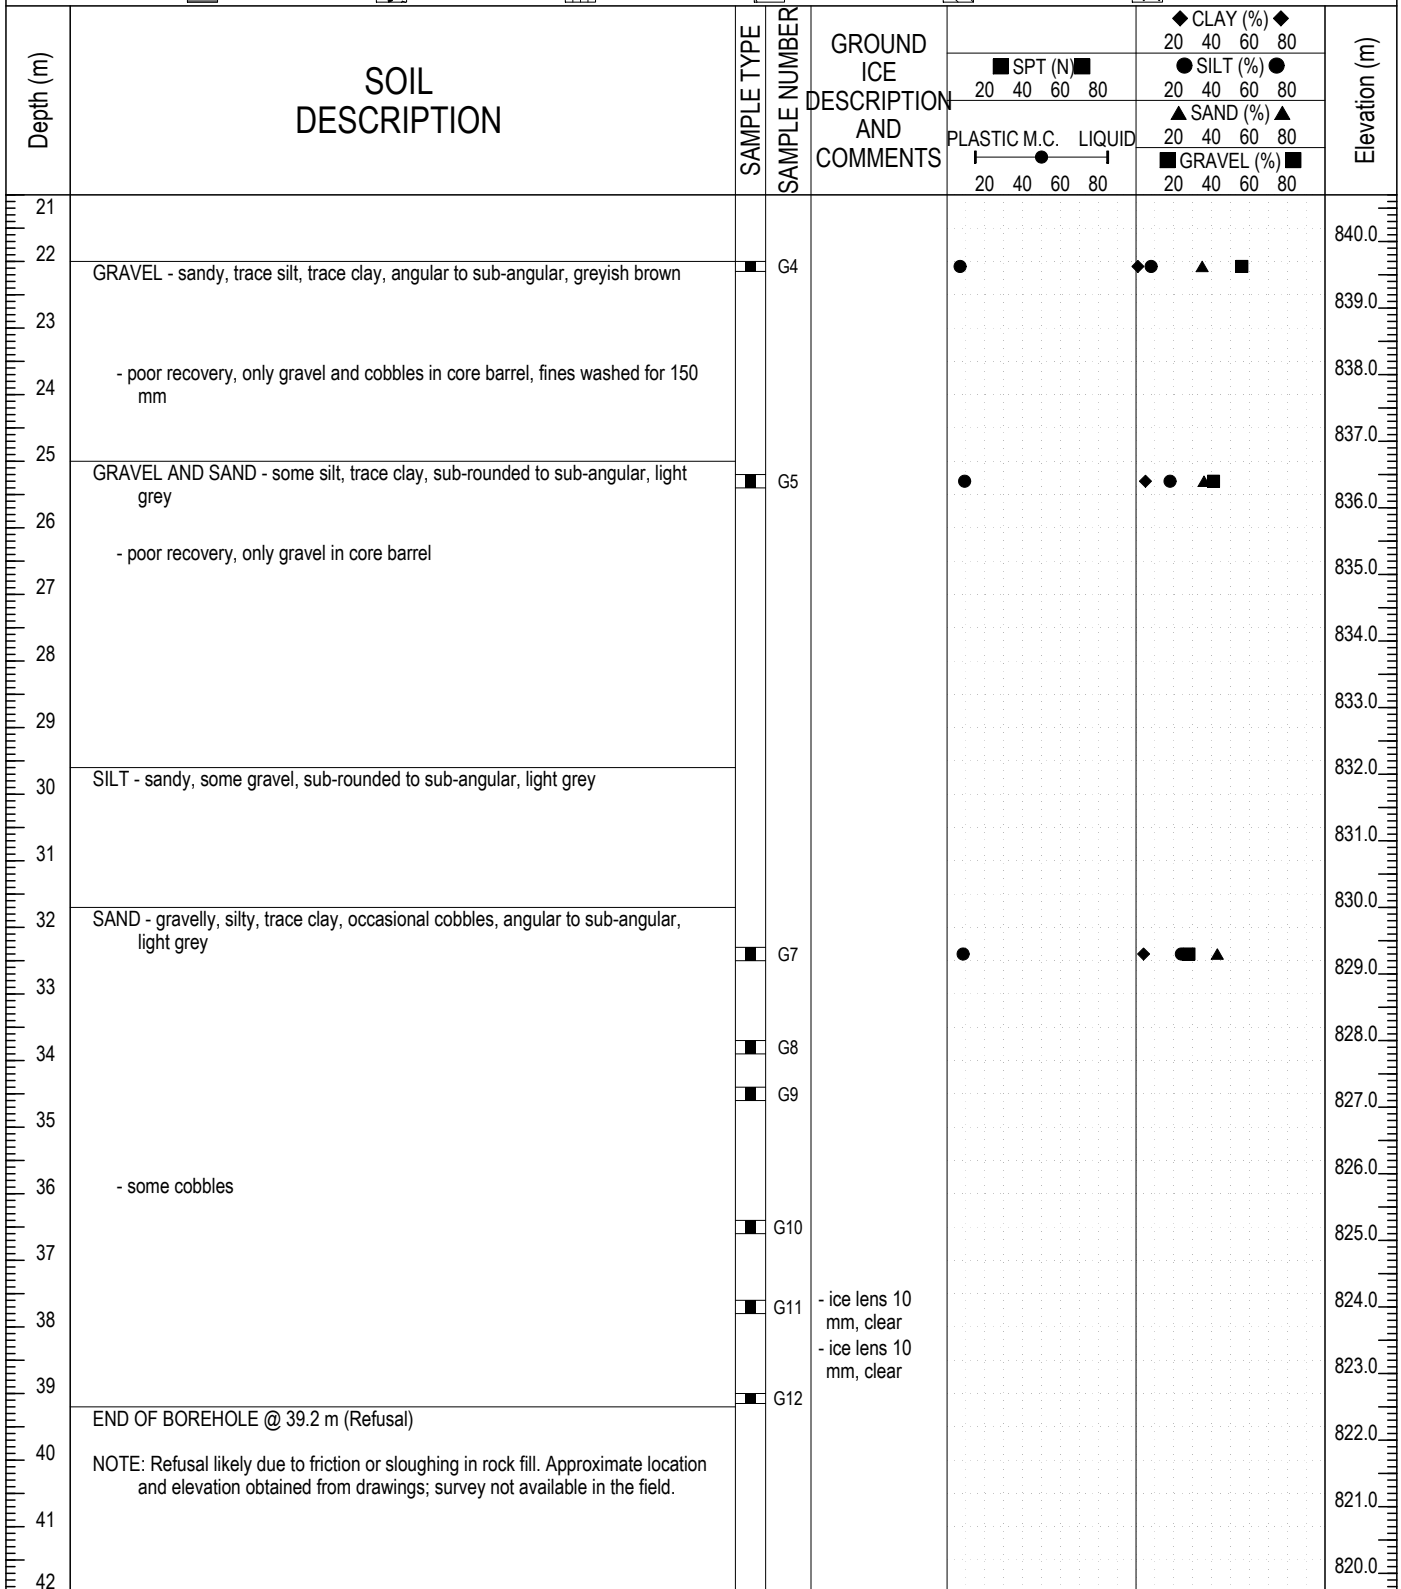 Depth (m)
SOIL
DESCRIPTION
SAMPLE TYPE
SAMPLE NUMBER
GROUND
ICE
DESCRIPTION
AND
COMMENTS
SPT (N)
20 40 60 80
PLASTIC M.C. LIQUID
20 40 60 80
CLAY (%)
20 40 60 80
SILT (%)
20 40 60 80
SAND (%)
20 40 60 80
GRAVEL (%)
20 40 60 80
Elevation (m)
21
840.0
22
GRAVEL - sandy, trace silt, trace clay, angular to sub-angular, greyish brown
G4
839.0
23
- poor recovery, only gravel and cobbles in core barrel, fines washed for 150
mm
838.0
24
837.0
25
GRAVEL AND SAND - some silt, trace clay, sub-rounded to sub-angular, light
grey
G5
836.0
26
- poor recovery, only gravel in core barrel
835.0
27
834.0
28
833.0
29
832.0
SILT - sandy, some gravel, sub-rounded to sub-angular, light grey
30
831.0
31
830.0
32
SAND - gravelly, silty, trace clay, occasional cobbles, angular to sub-angular,
light grey
G7
829.0
33
828.0
G8
34
G9
827.0
35
826.0
36
- some cobbles
G10
825.0
37
824.0
G11
- ice lens 10
mm, clear
38
- ice lens 10
mm, clear
823.0
39
G12
END OF BOREHOLE @ 39.2 m (Refusal)
822.0
40
NOTE: Refusal likely due to friction or sloughing in rock fill. Approximate location
and elevation obtained from drawings; survey not available in the field.
821.0
41
820.0
42